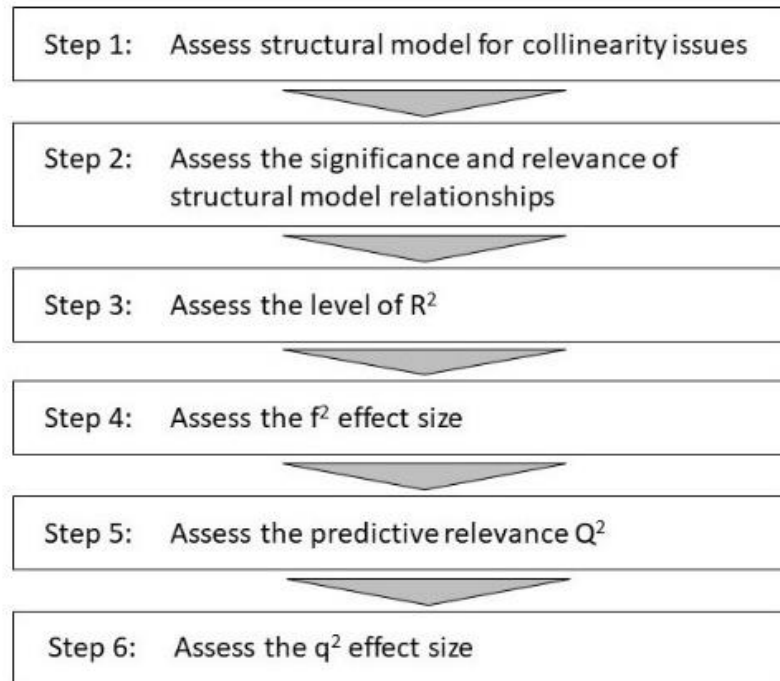 Step 1: Assess structural model for collinearity issues
Step 2: Assess the significance and relevance of
structural model relationships
Step 3: Assess the level of R²
Step 4: Assess the f² effect size
Step 5: Assess the predictive relevance Q²
Step 6: Assess the q² effect size